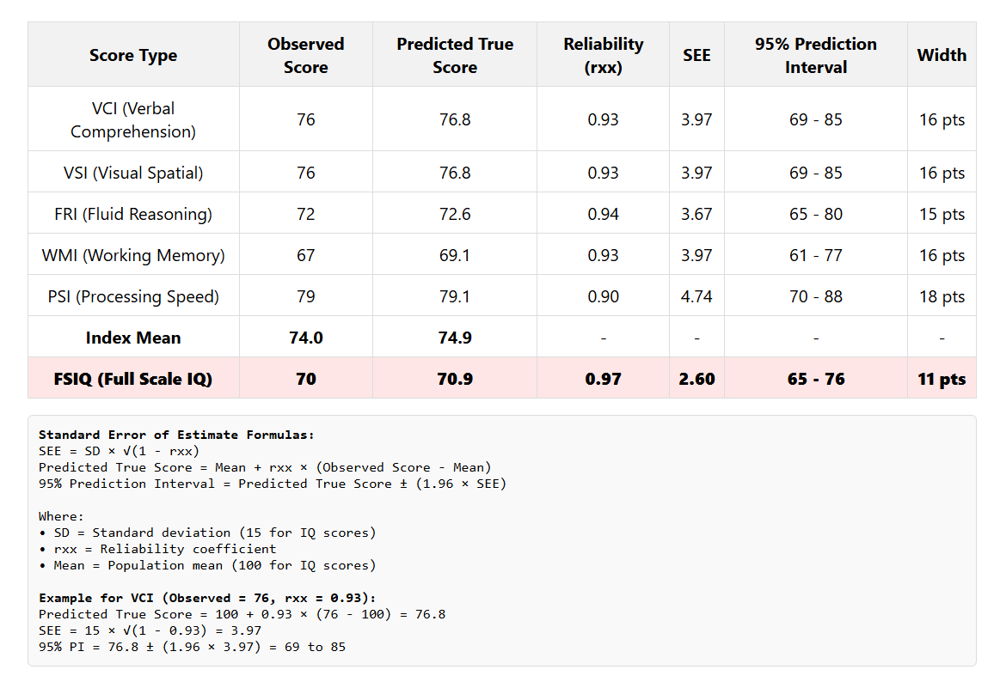 Score Type Observed Score Predicted True Score Reliability (rxx) SEE 95% Prediction Interval Width
VCI (Verbal Comprehension) 76 76.8 0.93 3.97 69 - 85 16 pts
VSI (Visual Spatial) 76 76.8 0.93 3.97 69 - 85 16 pts
FRI (Fluid Reasoning) 72 72.6 0.94 3.67 65 - 80 15 pts
WMI (Working Memory) 67 69.1 0.93 3.97 61 - 77 16 pts
PSI (Processing Speed) 79 79.1 0.90 4.74 70 - 88 18 pts
Index Mean 74.0 74.9 - - - -
FSIQ (Full Scale IQ) 70 70.9 0.97 2.60 65 - 76 11 pts
Standard Error of Estimate Formulas:
SEE = SD × √(1 - rxx)
Predicted True Score = Mean + rxx × (Observed Score - Mean)
95% Prediction Interval = Predicted True Score ± (1.96 × SEE)
Where:
• SD = Standard deviation (15 for IQ scores)
• rxx = Reliability coefficient
• Mean = Population mean (100 for IQ scores)
Example for VCI (Observed = 76, rxx = 0.93):
Predicted True Score = 100 + 0.93 × (76 - 100) = 76.8
SEE = 15 × √(1 - 0.93) = 3.97
95% PI = 76.8 ± (1.96 × 3.97) = 69 to 85